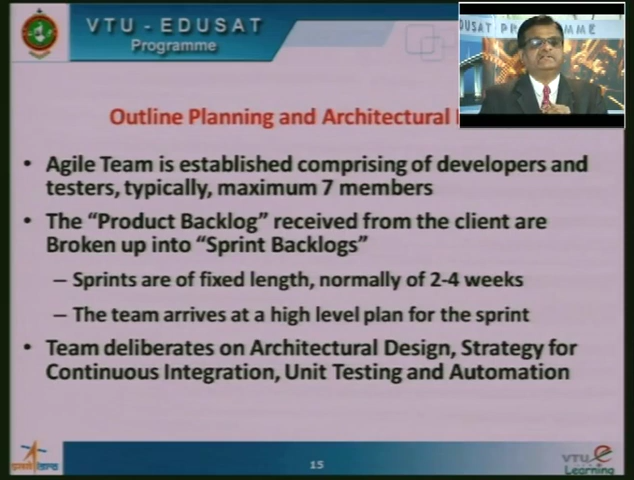 VTU - EDUSAT
Programme
EDUSAT PROGRAMME
Outline Planning and Architectural
• Agile Team is established comprising of developers and
testers, typically, maximum 7 members
• The “Product Backlog” received from the client are
Broken up into “Sprint Backlogs”
– Sprints are of fixed length, normally of 2-4 weeks
– The team arrives at a high level plan for the sprint
• Team deliberates on Architectural Design, Strategy for
Continuous Integration, Unit Testing and Automation
15
VTU e
Learning